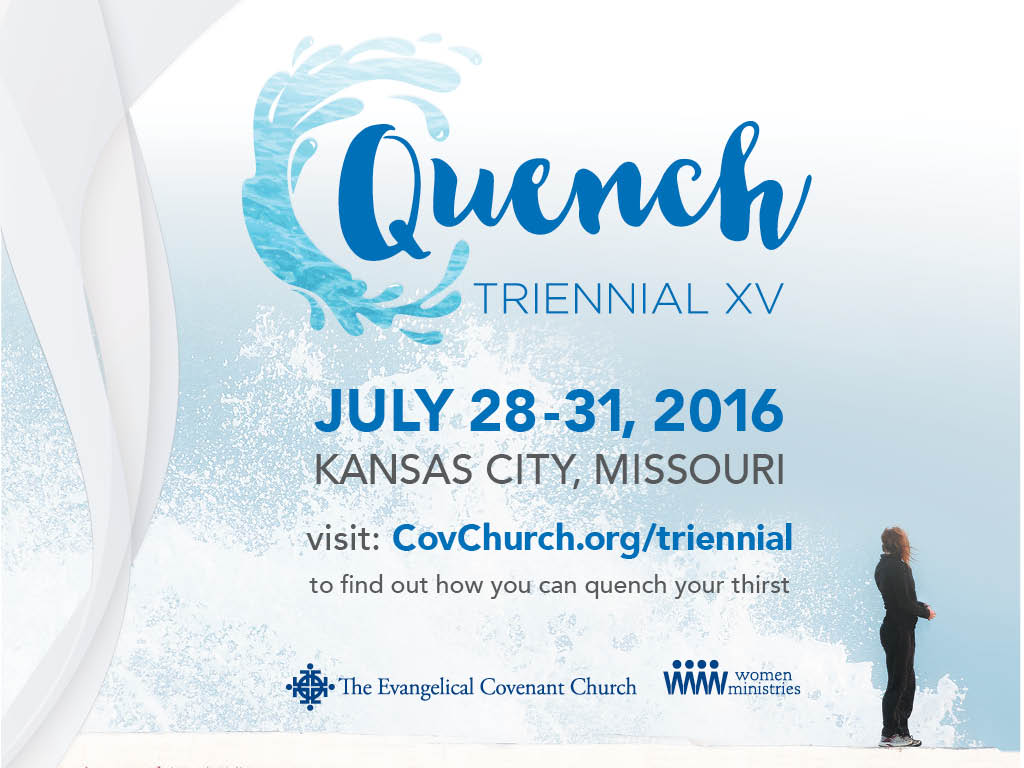 Quench
TRIENNIAL XV
JULY 28-31, 2016
KANSAS CITY, MISSOURI
visit: CovChurch.org/triennial
to find out how you can quench your thirst
The Evangelical Covenant Church
women
ministries